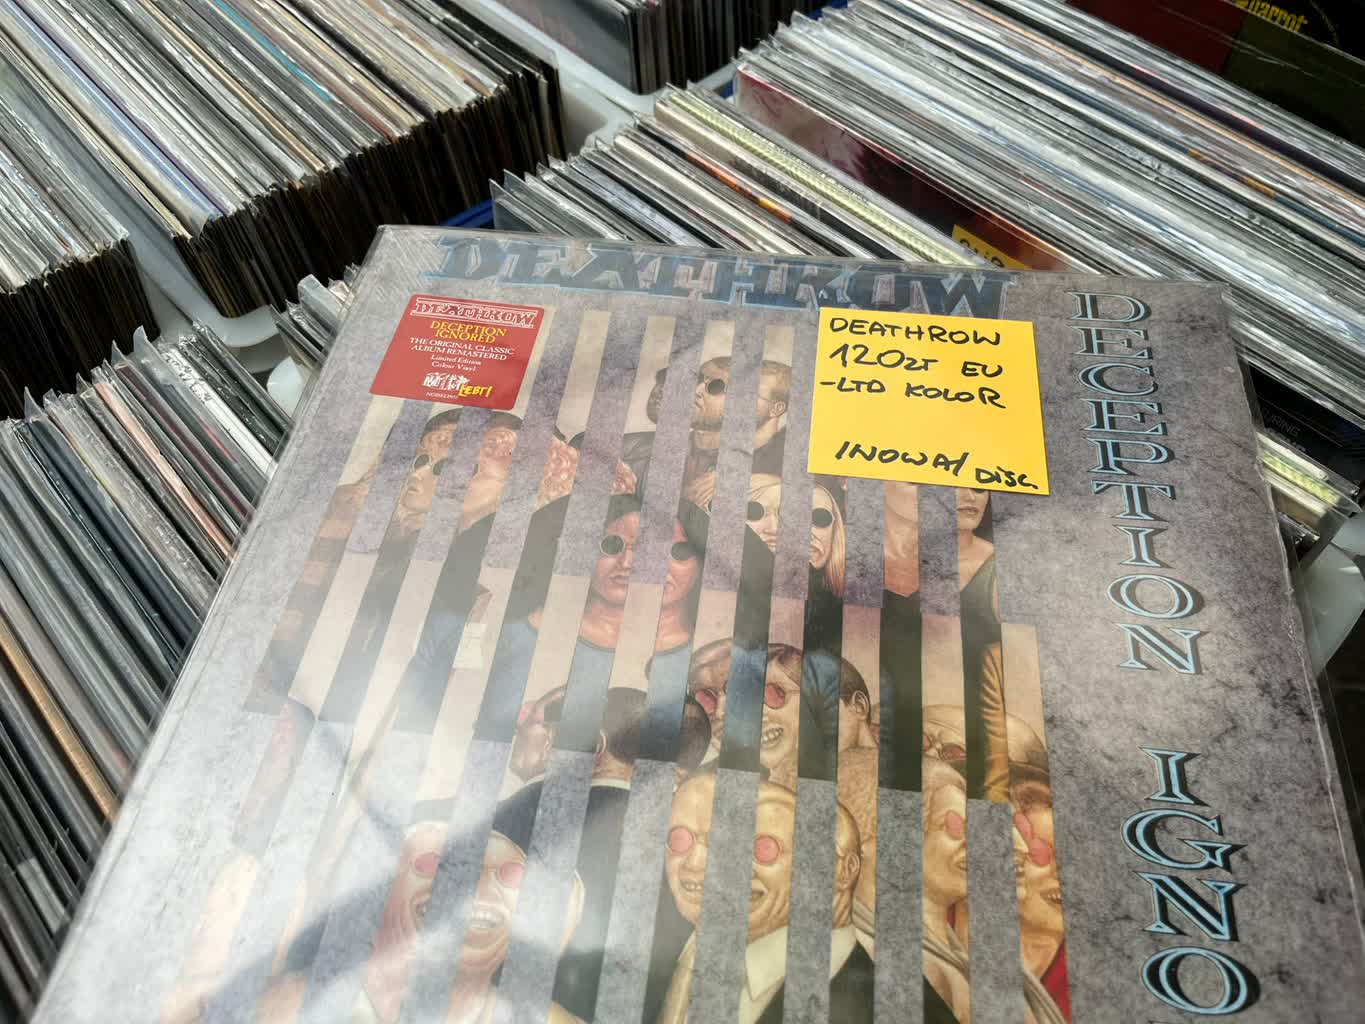 parrot
DEATHROW
DEATHROW
DECEPTION
IGNORED
THE ORIGINAL CLASSIC
ALBUM REMASTERED
Limited Edition
Colour Vinyl
DEATHROW
120zł EU
-LTD KOLOR
/NOWA/ DISC
DECEPTION
IGNO